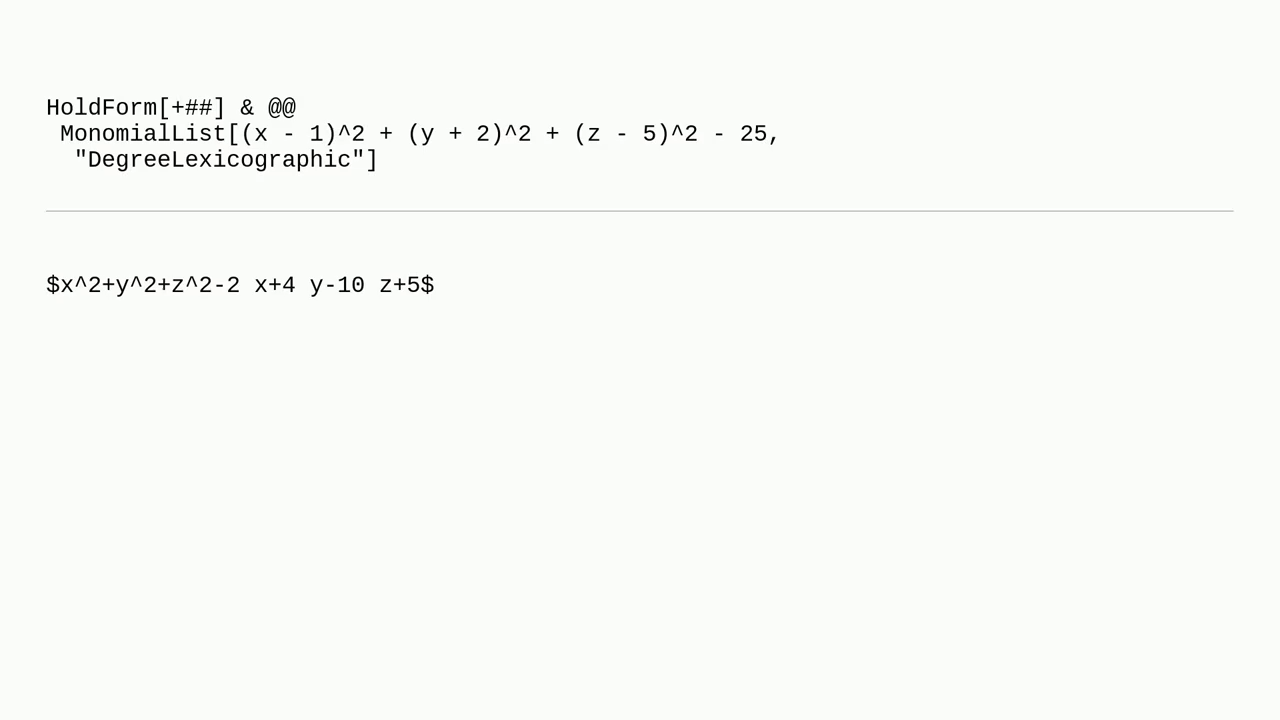 HoldForm[+##] & @@
MonomialList[(x - 1)^2 + (y + 2)^2 + (z - 5)^2 - 25,
"DegreeLexicographic"]
$x^2+y^2+z^2-2 x+4 y-10 z+5$